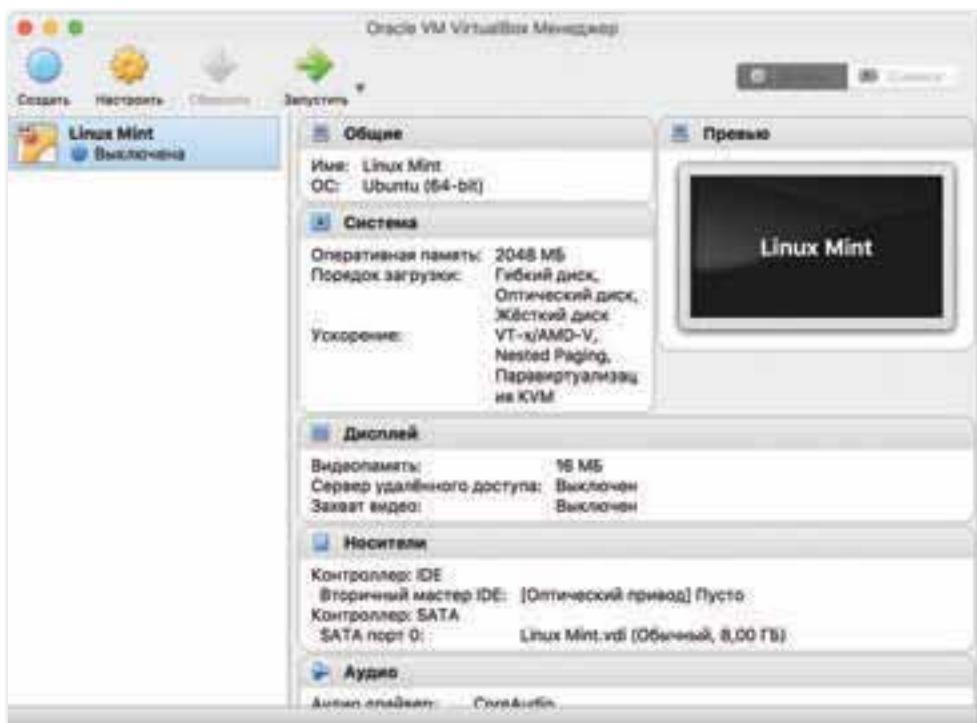 Oracle VM VirtualBox Менеджер
Создать
Настроить
Сбросить
Запустить
Linux Mint
Выключена
Общие
Имя: Linux Mint
ОС: Ubuntu (64-bit)
Система
Оперативная память: 2048 МБ
Порядок загрузки: Гибкий диск,
Оптический диск,
Жёсткий диск
Ускорение: VT-x/AMD-V,
Nested Paging,
Паравиртуализац
ия KVM
Превью
Linux Mint
Дисплей
Видеопамять: 16 МБ
Сервер удалённого доступа: Выключен
Захват видео: Выключен
Носители
Контроллер: IDE
Вторичный мастер IDE: [Оптический привод] Пусто
Контроллер: SATA
SATA порт 0: Linux Mint.vdi (Обычный, 8,00 ГБ)
Аудио
Аудио драйвер: CoreAudio